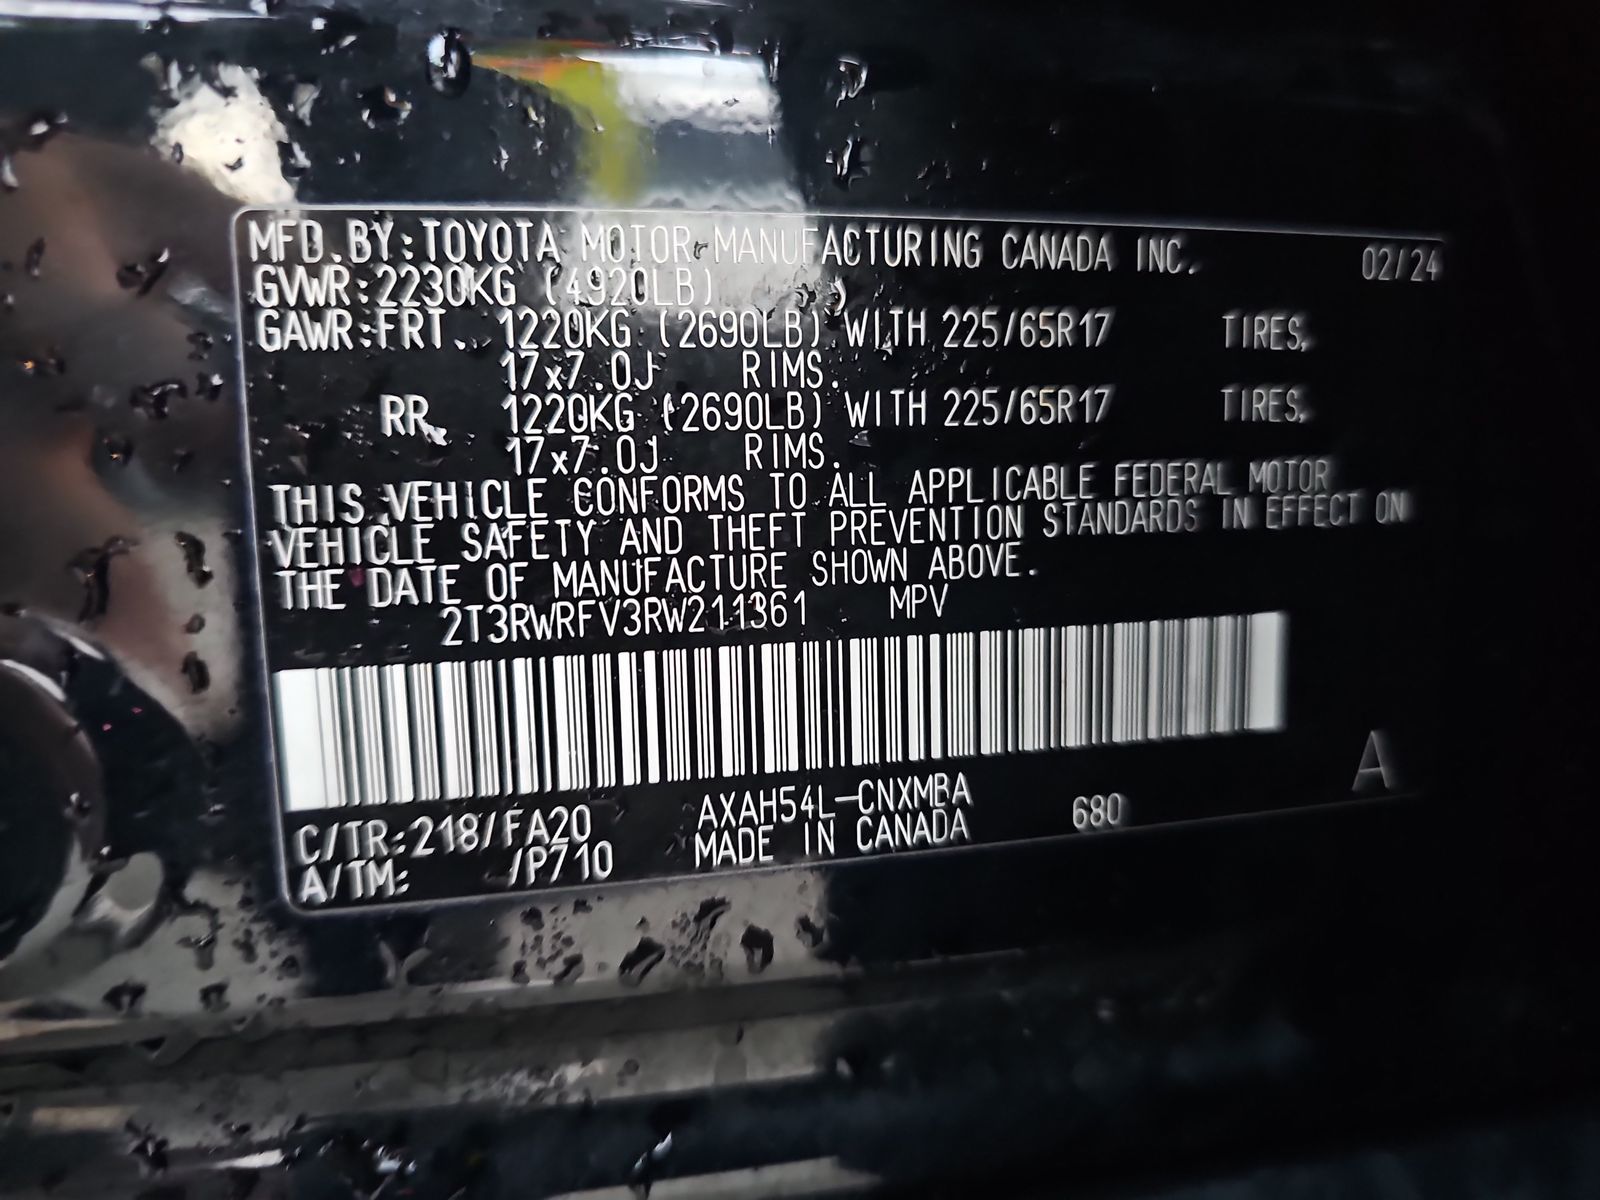 MFD.BY:TOYOTA MOTOR MANUFACTURING CANADA INC. 02/24
GVWR:2230KG (4920LB)
GAWR:FRT. 1220KG (2690LB) WITH 225/65R17 TIRES,
17x7.0J RIMS.
RR. 1220KG (2690LB) WITH 225/65R17 TIRES,
17x7.0J RIMS.
THIS VEHICLE CONFORMS TO ALL APPLICABLE FEDERAL MOTOR
VEHICLE SAFETY AND THEFT PREVENTION STANDARDS IN EFFECT ON
THE DATE OF MANUFACTURE SHOWN ABOVE.
2T3RWRFV3RW211361 MPV
C/TR:218/FA20 AXAH54L-CNXMBA 680 A
A/TM: /P710 MADE IN CANADA